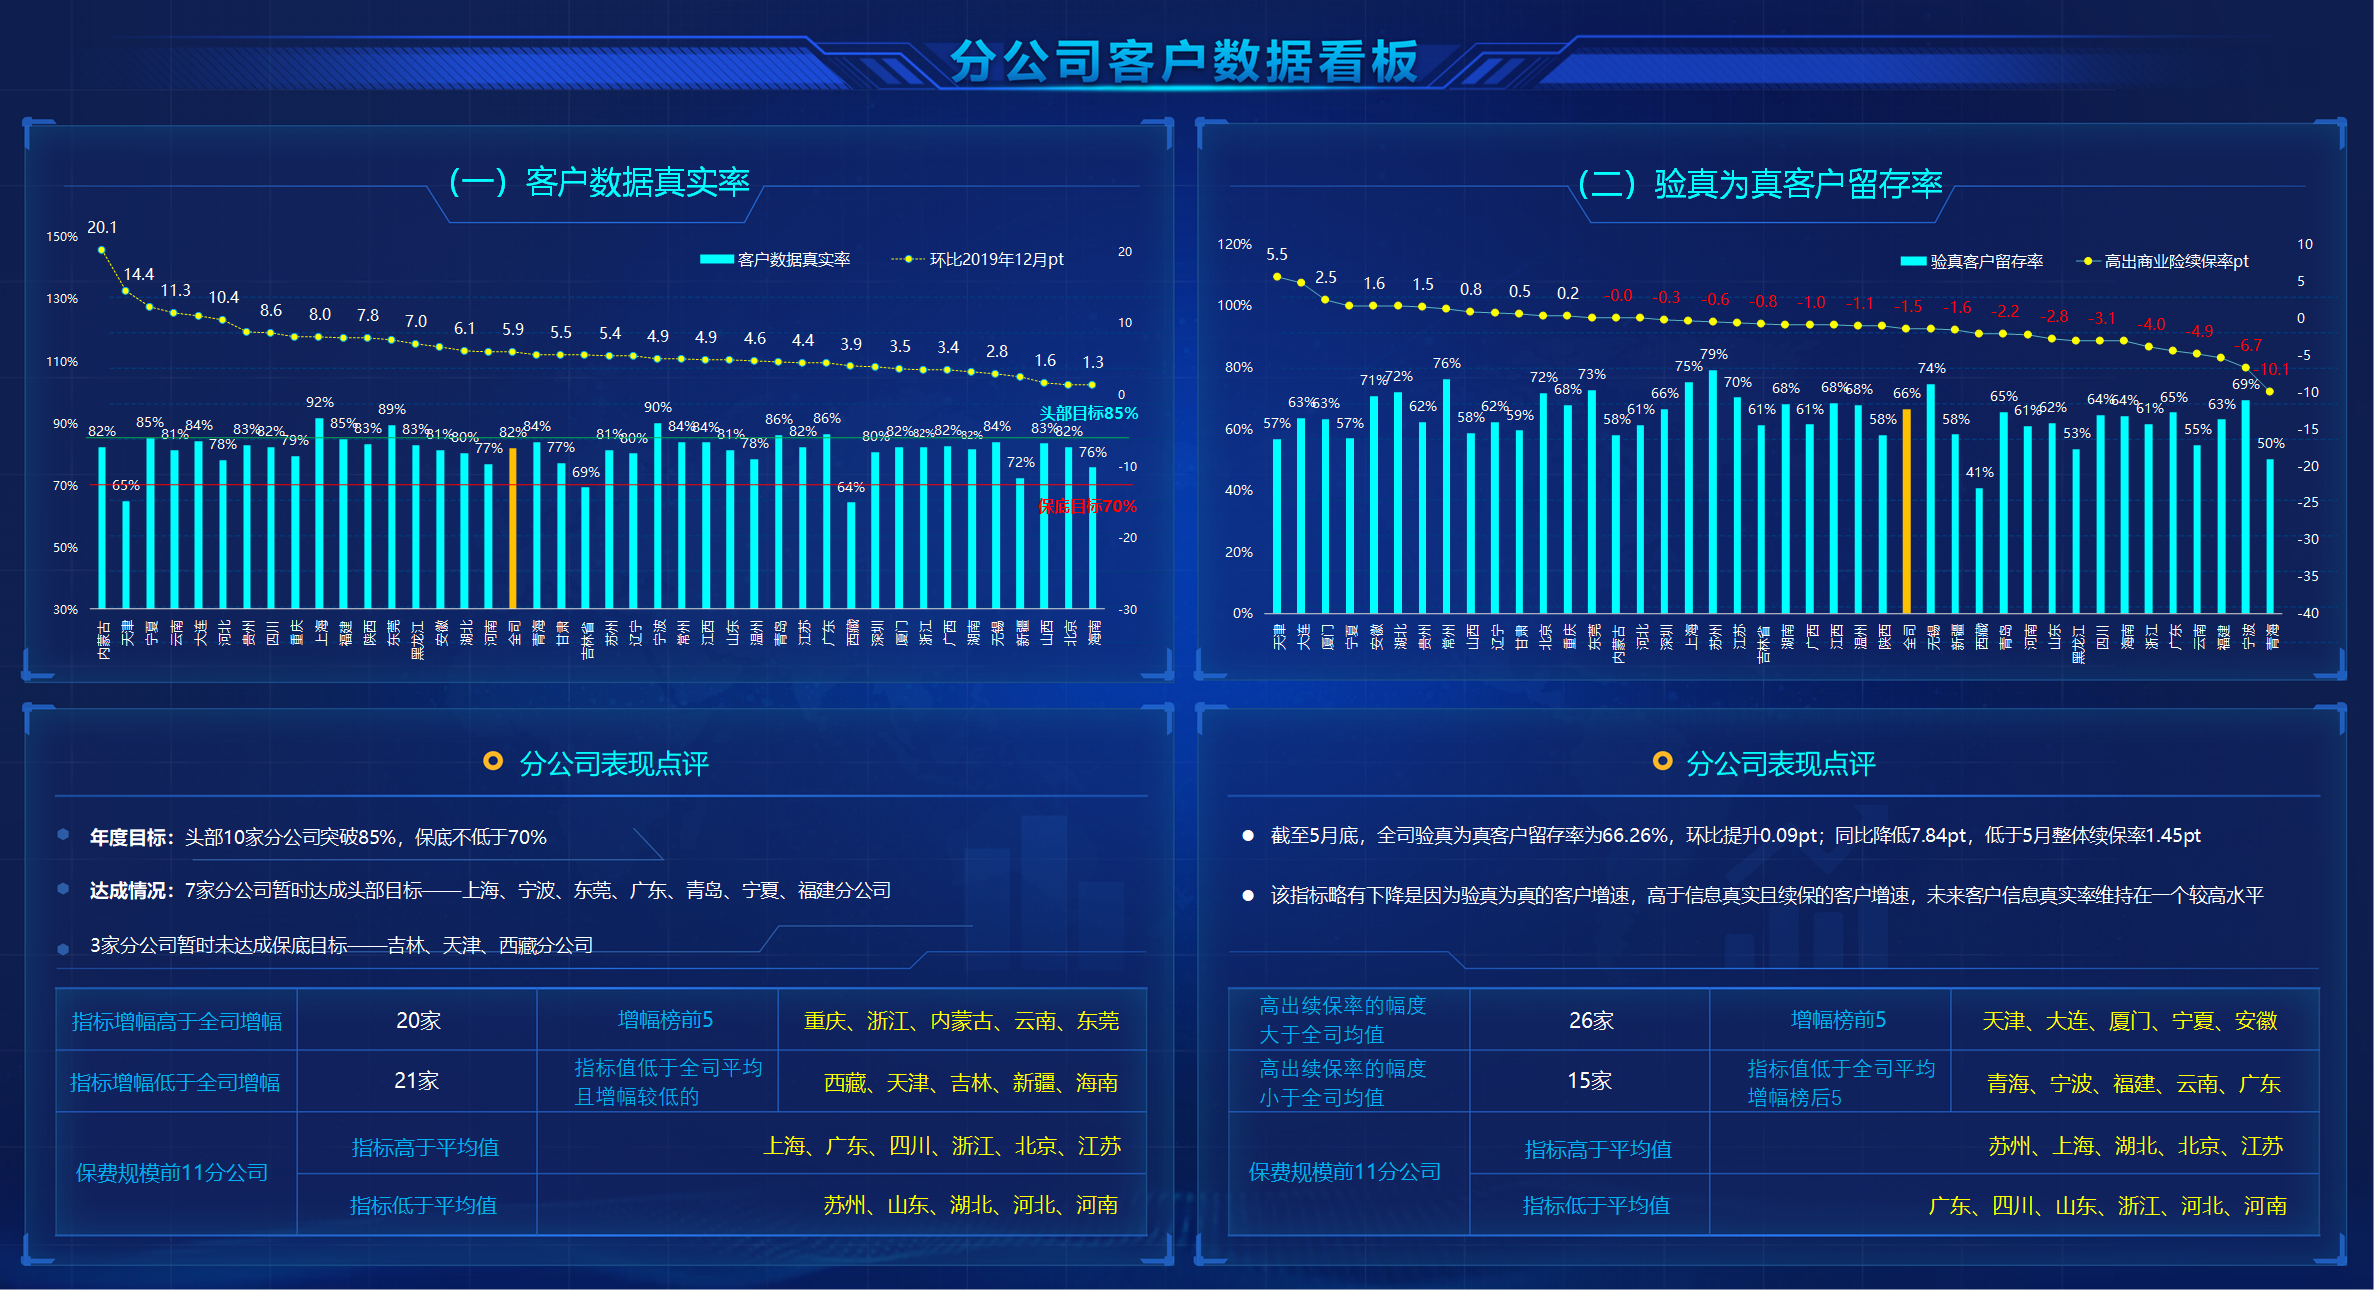 分公司客户数据看板
（一）客户数据真实率
客户数据真实率
环比2019年12月pt
150%
130%
110%
90%
70%
50%
30%
20
10
0
-10
-20
-30
20.1
14.4
11.3
10.4
8.6
8.0
7.8
7.0
6.1
5.9
5.5
5.4
4.9
4.9
4.6
4.4
3.9
3.5
3.4
2.8
1.6
1.3
头部目标85%
保底目标70%
82% 65% 85% 81% 84% 78% 83% 82% 79% 92% 85% 83% 89% 83% 81% 80% 77% 82% 84% 77% 69% 81% 80% 90% 84% 84% 81% 78% 86% 82% 86% 64% 80% 82% 82% 82% 82% 84% 72% 83% 82% 76%
内蒙古 天津 宁夏 云南 大连 河北 贵州 四川 重庆 上海 福建 陕西 东莞 黑龙江 安徽 湖北 河南 全司 青海 甘肃 吉林省 苏州 辽宁 宁波 常州 江西 山东 温州 青岛 江苏 广东 西藏 深圳 厦门 浙江 广西 湖南 无锡 新疆 山西 北京 海南
（二）验真为真客户留存率
验真客户留存率
高出商业险续保率pt
120%
100%
80%
60%
40%
20%
0%
10
5
0
-5
-10
-15
-20
-25
-30
-35
-40
5.5
2.5
1.6
1.5
0.8
0.5
0.2
-0.0
-0.3
-0.6
-0.8
-1.0
-1.1
-1.5
-1.6
-2.2
-2.8
-3.1
-4.0
-4.9
-6.7
-10.1
57% 63% 63% 57% 71% 72% 62% 76% 58% 62% 59% 72% 68% 73% 58% 61% 66% 75% 79% 70% 61% 68% 61% 68% 68% 58% 66% 74% 58% 41% 65% 61% 62% 53% 64% 64% 61% 65% 55% 63% 69% 50%
天津 大连 厦门 宁夏 安徽 湖北 贵州 常州 山西 辽宁 甘肃 北京 重庆 东莞 内蒙古 河北 深圳 上海 苏州 江苏 吉林省 湖南 广西 江西 温州 陕西 全司 无锡 新疆 西藏 青岛 河南 山东 黑龙江 四川 海南 浙江 广东 云南 福建 宁波 青海
分公司表现点评
年度目标：头部10家分公司突破85%，保底不低于70%
达成情况：7家分公司暂时达成头部目标——上海、宁波、东莞、广东、青岛、宁夏、福建分公司
3家分公司暂时未达成保底目标——吉林、天津、西藏分公司
指标增幅高于全司增幅
20家
增幅榜前5
重庆、浙江、内蒙古、云南、东莞
指标增幅低于全司增幅
21家
指标值低于全司平均
且增幅较低的
西藏、天津、吉林、新疆、海南
保费规模前11分公司
指标高于平均值
上海、广东、四川、浙江、北京、江苏
指标低于平均值
苏州、山东、湖北、河北、河南
分公司表现点评
截至5月底，全司验真为真客户留存率为66.26%，环比提升0.09pt；同比降低7.84pt，低于5月整体续保率1.45pt
该指标略有下降是因为验真为真的客户增速，高于信息真实且续保的客户增速，未来客户信息真实率维持在一个较高水平
高出续保率的幅度
大于全司均值
26家
增幅榜前5
天津、大连、厦门、宁夏、安徽
高出续保率的幅度
小于全司均值
15家
指标值低于全司平均
增幅榜后5
青海、宁波、福建、云南、广东
保费规模前11分公司
指标高于平均值
苏州、上海、湖北、北京、江苏
指标低于平均值
广东、四川、山东、浙江、河北、河南